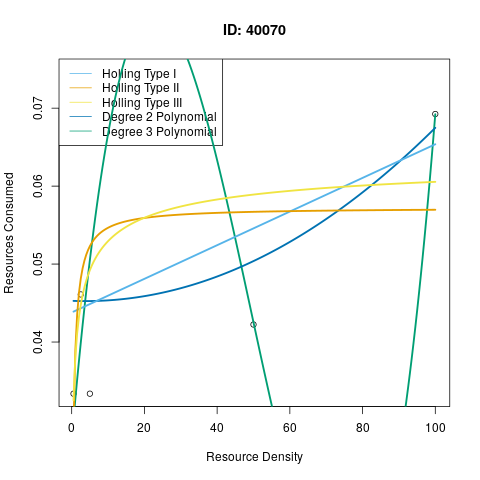 ID: 40070
Holling Type I
Holling Type II
Holling Type III
Degree 2 Polynomial
Degree 3 Polynomial
Resources Consumed
0.07
0.06
0.05
0.04
0 20 40 60 80 100
Resource Density